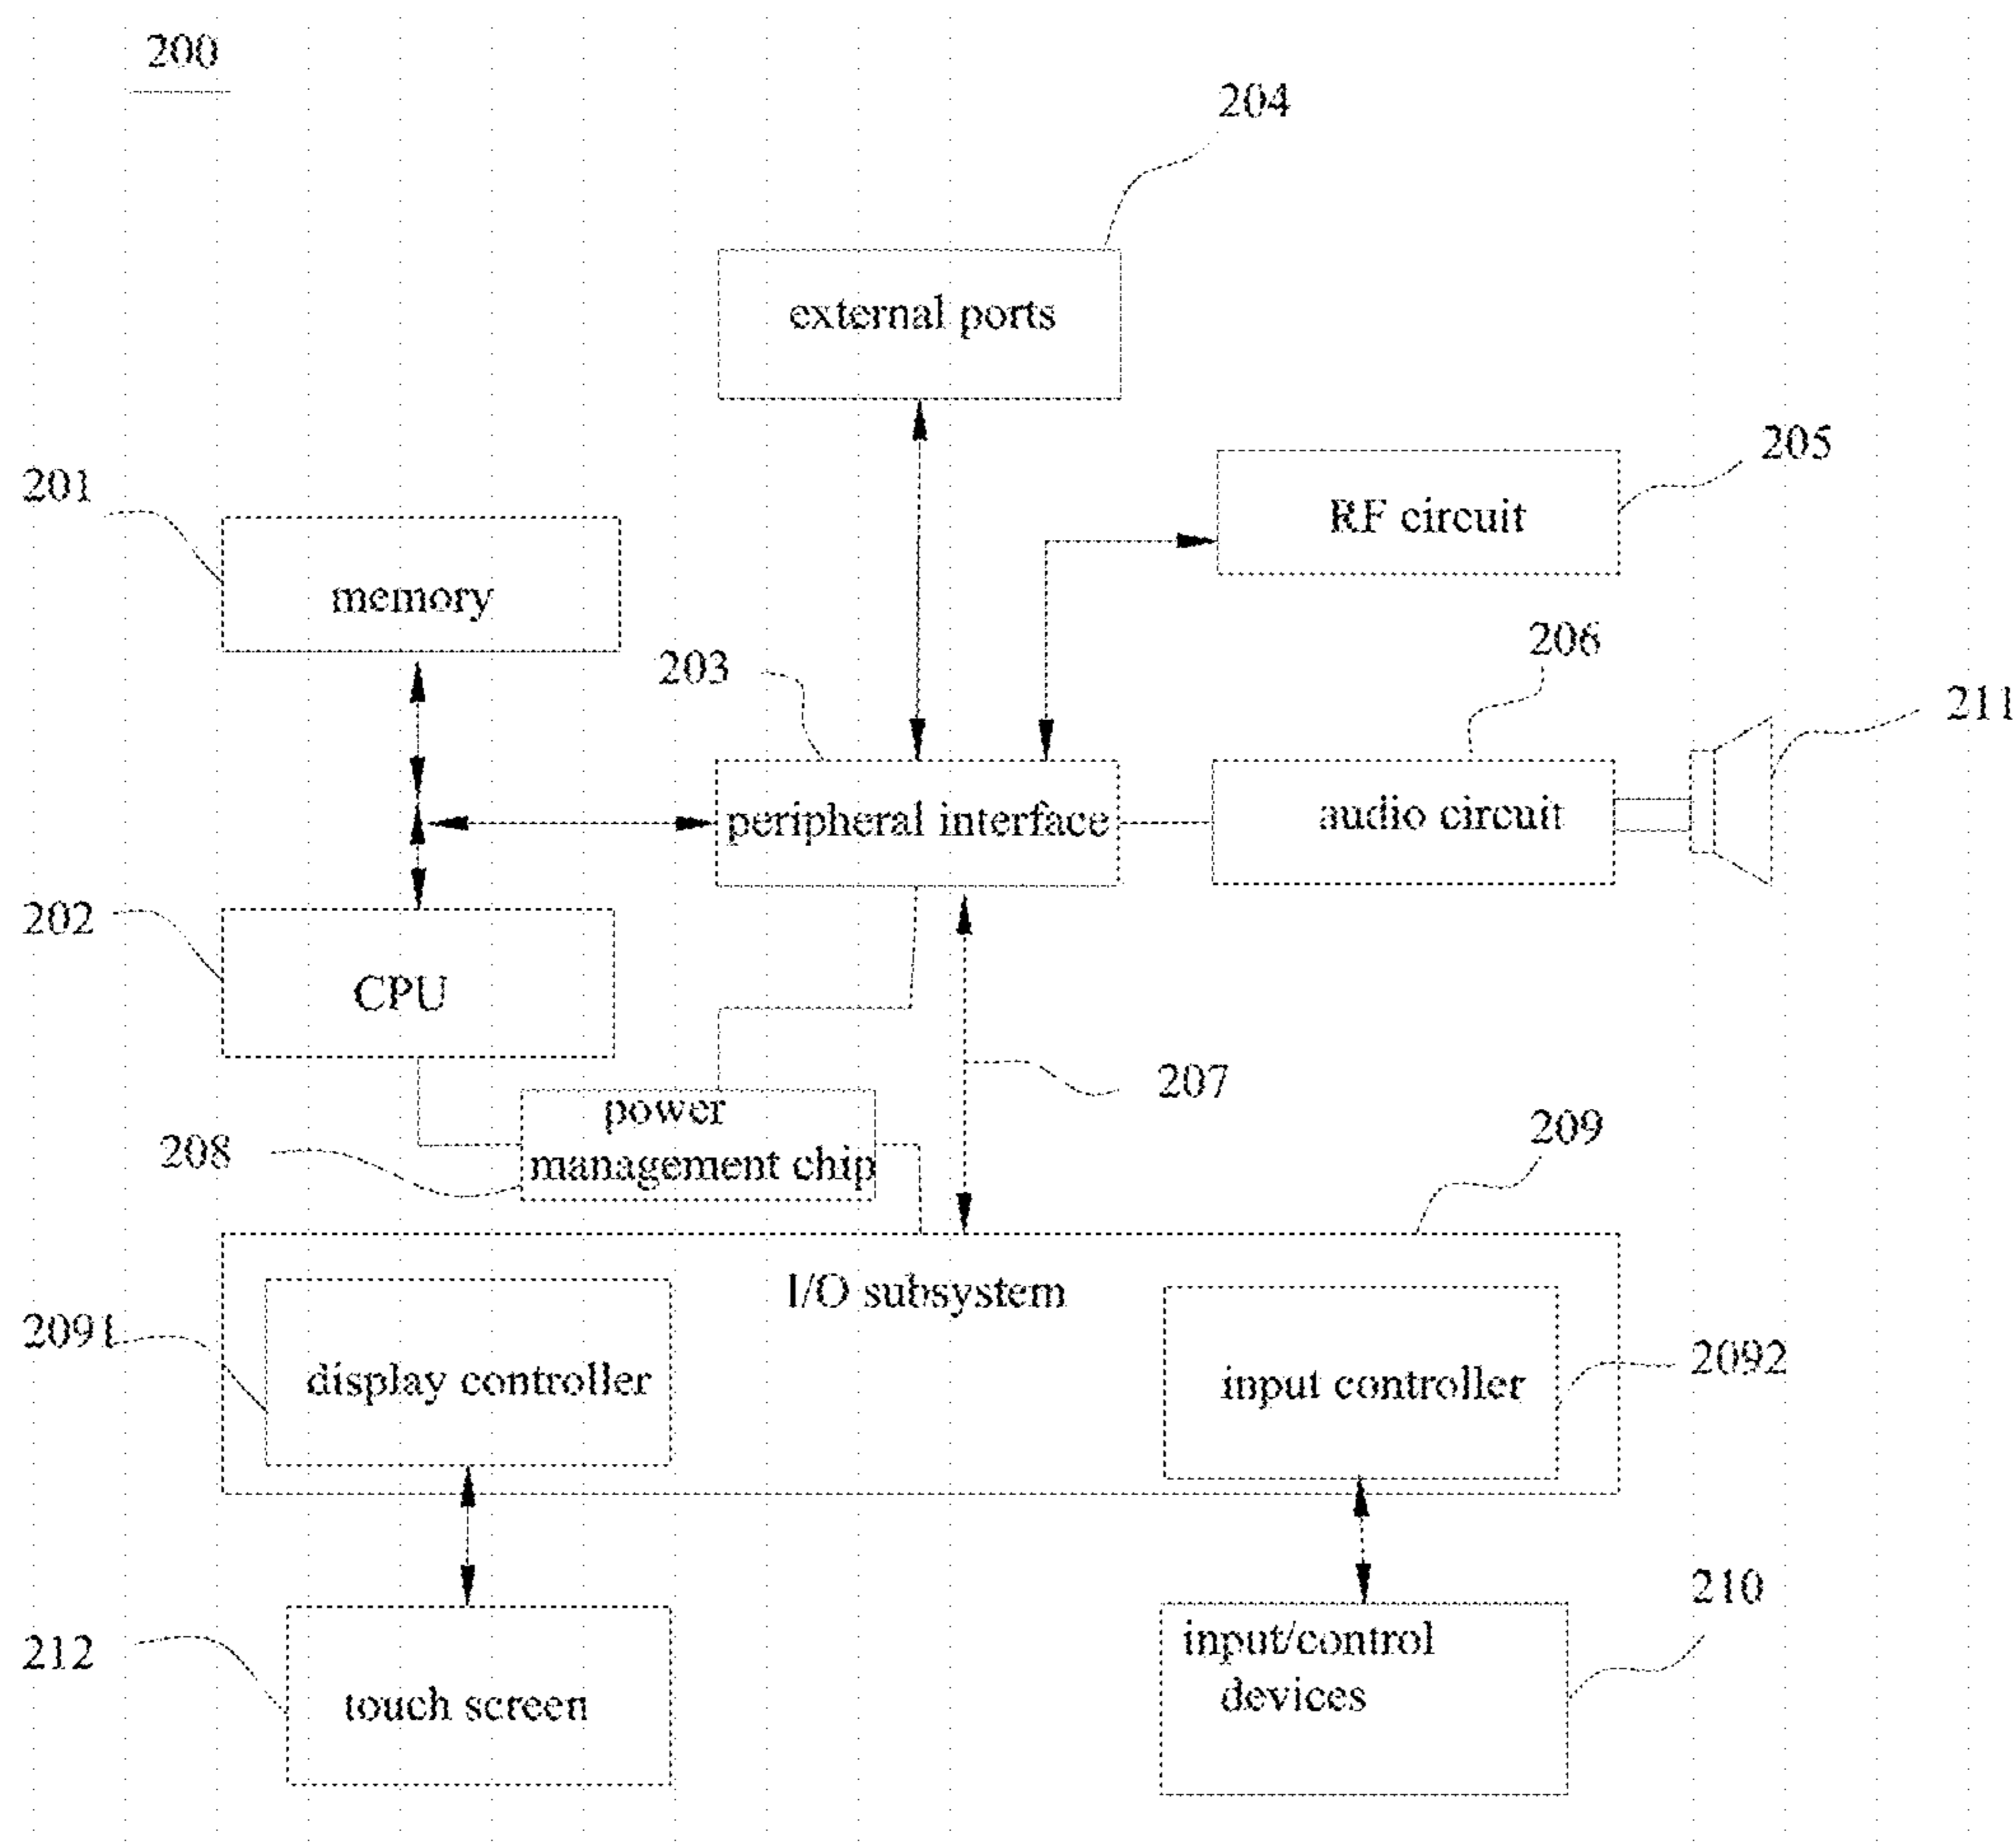 200
204
external ports
205
RF circuit
201
memory
206
203
211
peripheral interface
audio circuit
202
CPU
207
power
management chip
208
209
I/O subsystem
2091
display controller
input controller
2092
210
212
touch screen
input/control
devices